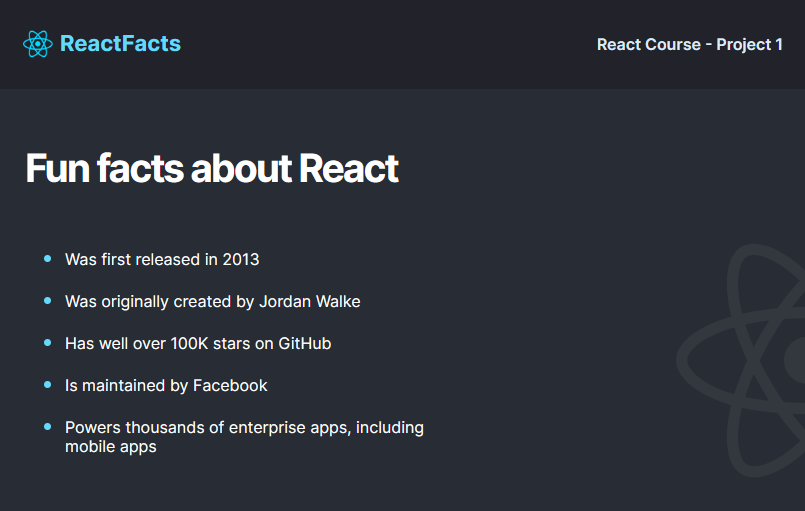 ReactFacts
React Course - Project 1
Fun facts about React
Was first released in 2013
Was originally created by Jordan Walke
Has well over 100K stars on GitHub
Is maintained by Facebook
Powers thousands of enterprise apps, including
mobile apps